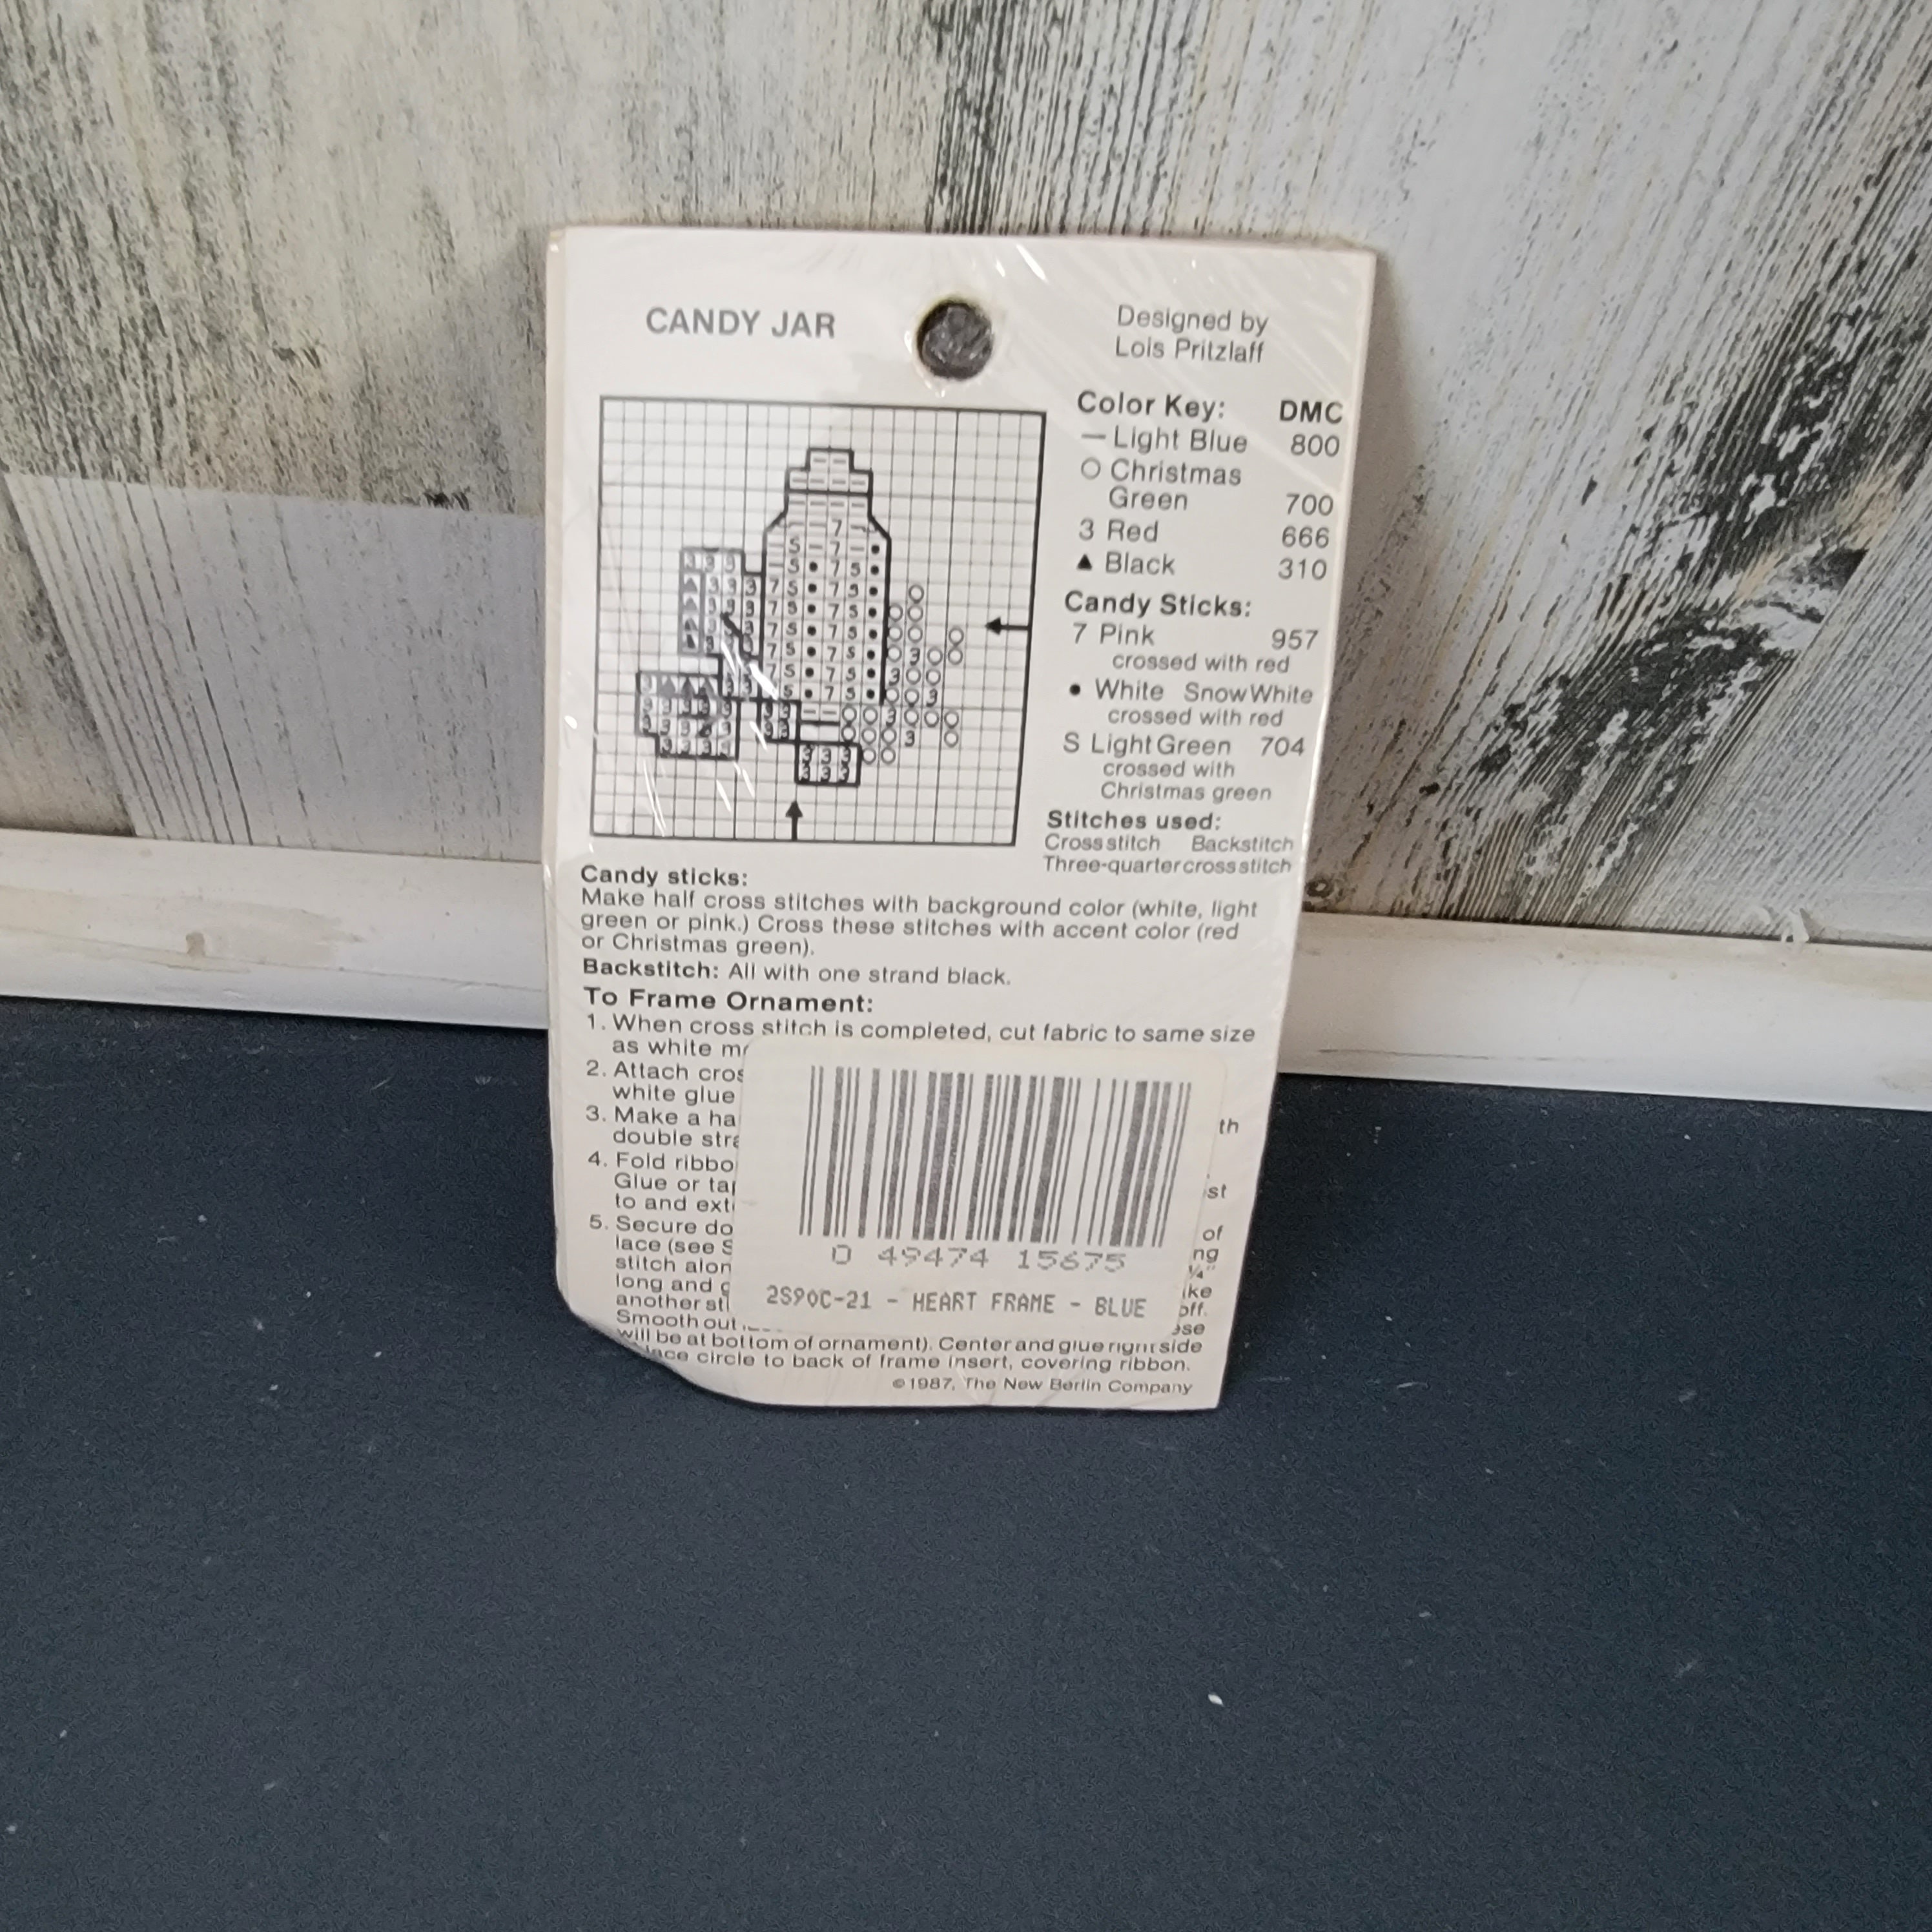 CANDY JAR
Designed by
Lois Pritzlaff
Color Key: DMC
— Light Blue 800
○ Christmas
Green 700
3 Red 666
▲ Black 310
Candy Sticks:
7 Pink 957
crossed with red
• White Snow White
crossed with red
S Light Green 704
crossed with
Christmas green
Stitches used:
Cross stitch Backstitch
Three-quarter cross stitch
Candy sticks:
Make half cross stitches with background color (white, light
green or pink.) Cross these stitches with accent color (red
or Christmas green).
Backstitch: All with one strand black.
To Frame Ornament:
1. When cross stitch is completed, cut fabric to same size
as white
2. Attach
white glue
3. Make a
double
4. Fold
Glue or
to and
st
5. Secure
of
lace (see
stitch
long and
another
Smooth out
will be at bottom of ornament). Center and glue right side
lace circle to back of frame insert, covering ribbon.
©1987, The New Berlin Company
0 49474 15675
2S90C-21 - HEART FRAME - BLUE